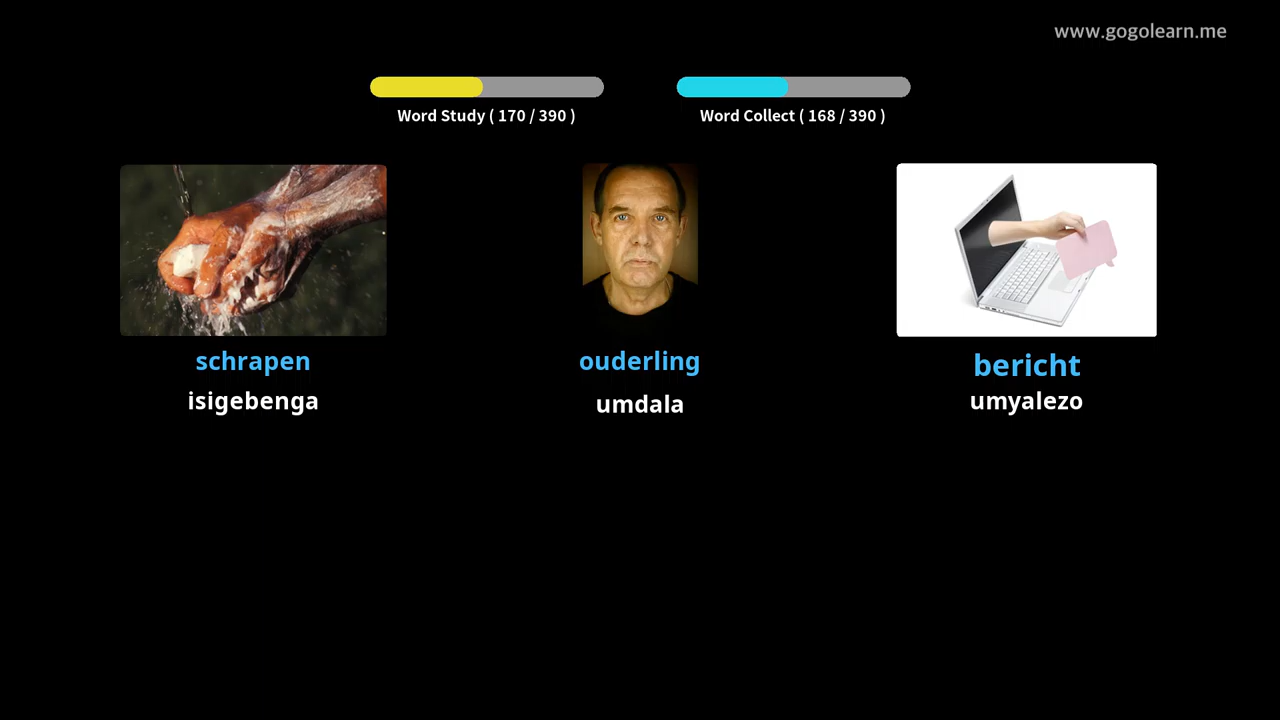 www.gogolearn.me
Word Study ( 170 / 390 )
Word Collect ( 168 / 390 )
schrapen
isigebenga
ouderling
umdala
bericht
umyalezo